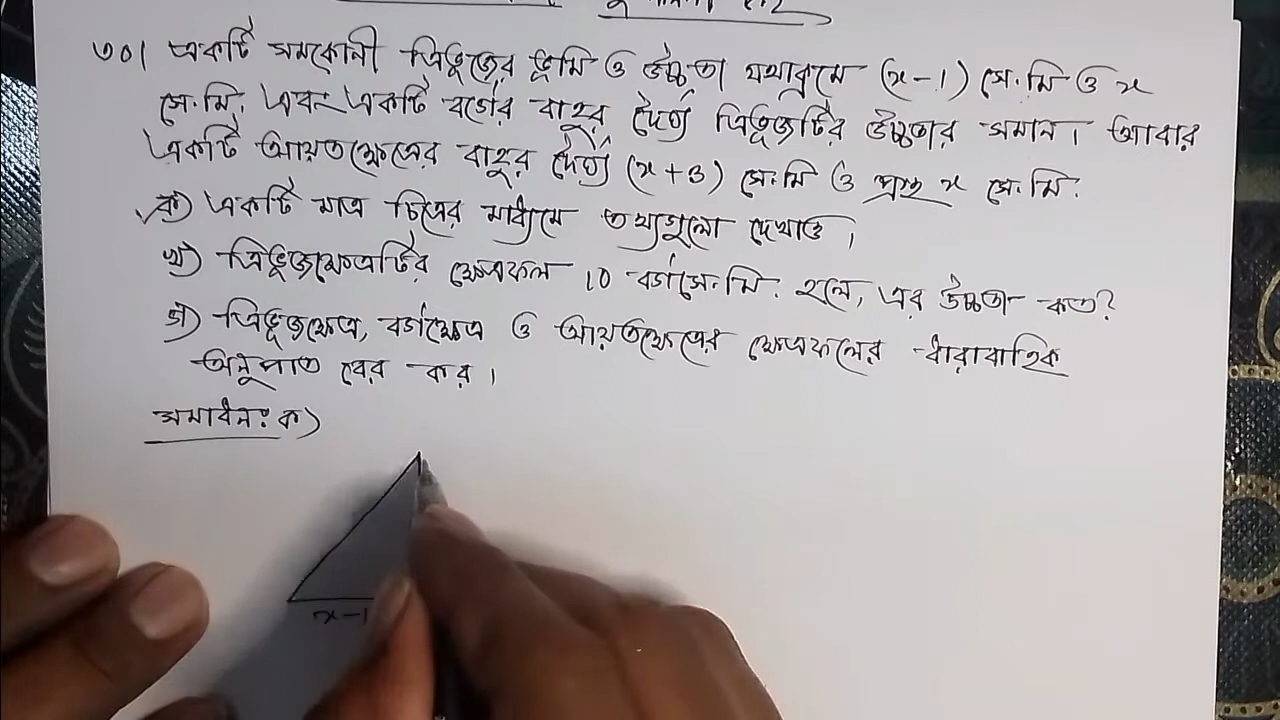 ৩০। একটি সমকোনী ত্রিভুজের ভূমি ও উচ্চতা যথাক্রমে (x-1) সে.মি ও x
সে.মি. এবং একটি বর্গের বাহুর দৈর্ঘ্য ত্রিভূজটির উচ্চতার সমান। আবার
একটি আয়তক্ষেত্রের বাহুর দৈর্ঘ্য (x+3) সে.মি ও প্রস্থ x সে.মি.
ক) একটি মাত্র চিত্রের মাধ্যমে তথ্যগুলো দেখাও।
খ) ত্রিভূজক্ষেত্রটির ক্ষেত্রফল 10 বর্গসে.মি. হলে, এর উচ্চতা কত?
গ) ত্রিভূজক্ষেত্র, বর্গক্ষেত্র ও আয়তক্ষেত্রের ক্ষেত্রফলের ধারাবাহিক
অনুপাত বের কর।
সমাধন: ক)
x-1